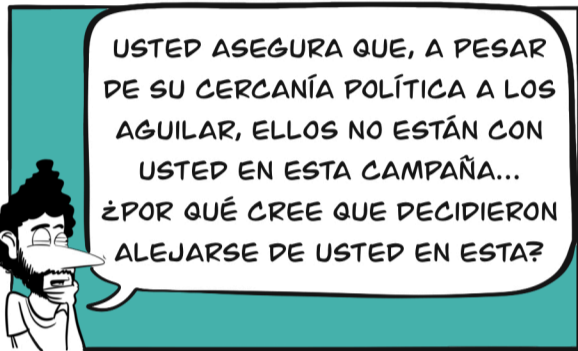 USTED ASEGURA QUE, A PESAR
DE SU CERCANÍA POLÍTICA A LOS
AGUILAR, ELLOS NO ESTÁN CON
USTED EN ESTA CAMPAÑA...
¿POR QUÉ CREE QUE DECIDIERON
ALEJARSE DE USTED EN ESTA?